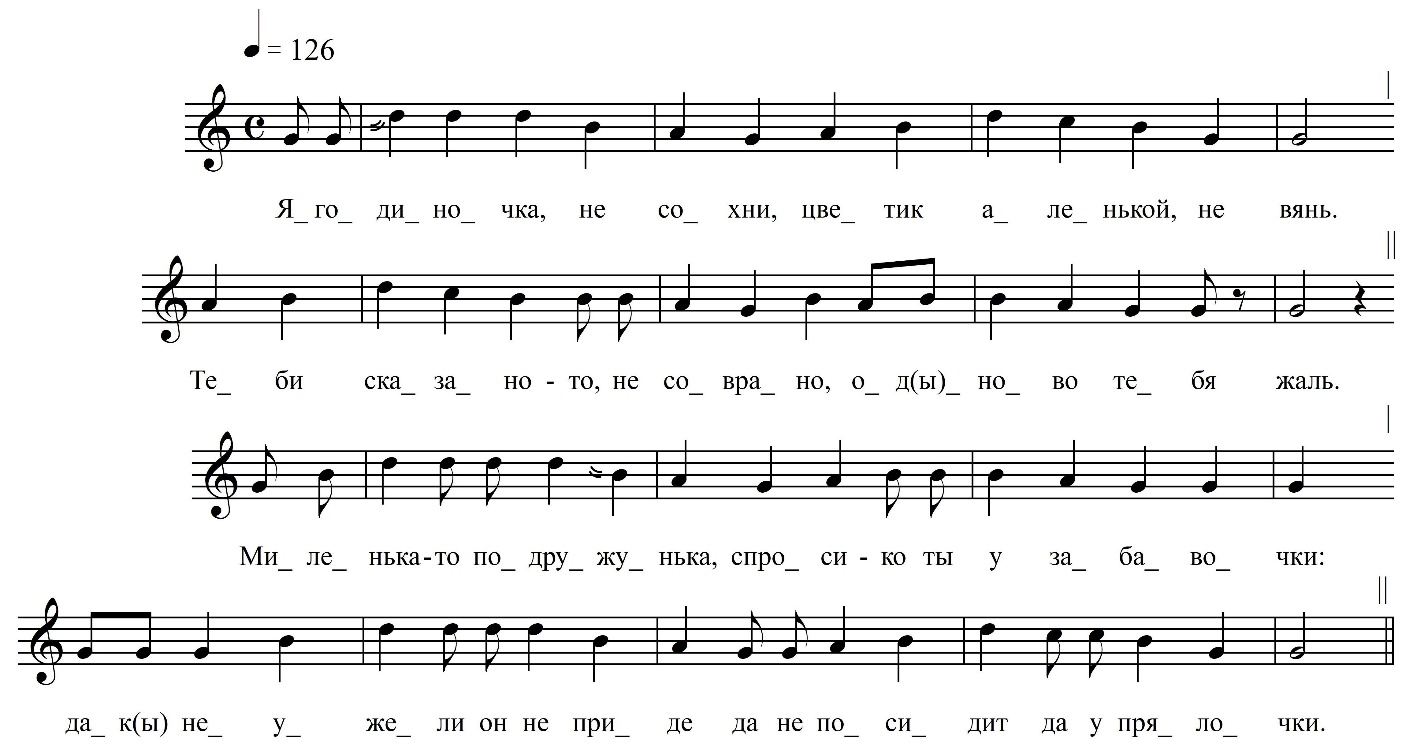 = 126
Я_ го_ ди_ но_ чка, не со_ хни, цве_ тик а_ ле_ нькой, не вянь.
Те_ би ска_ за_ но - то, не со_ вра_ но, о_ д(ы)_ но_ во те_ бя жаль.
Ми_ ле_ нька-то по_ дру_ жу_ нька, спро_ си - ко ты у за_ ба_ во_ чки:
да_ к(ы) не_ у_ же_ ли он не при_ де да не по_ си_ дит да у пря_ ло_ чки.